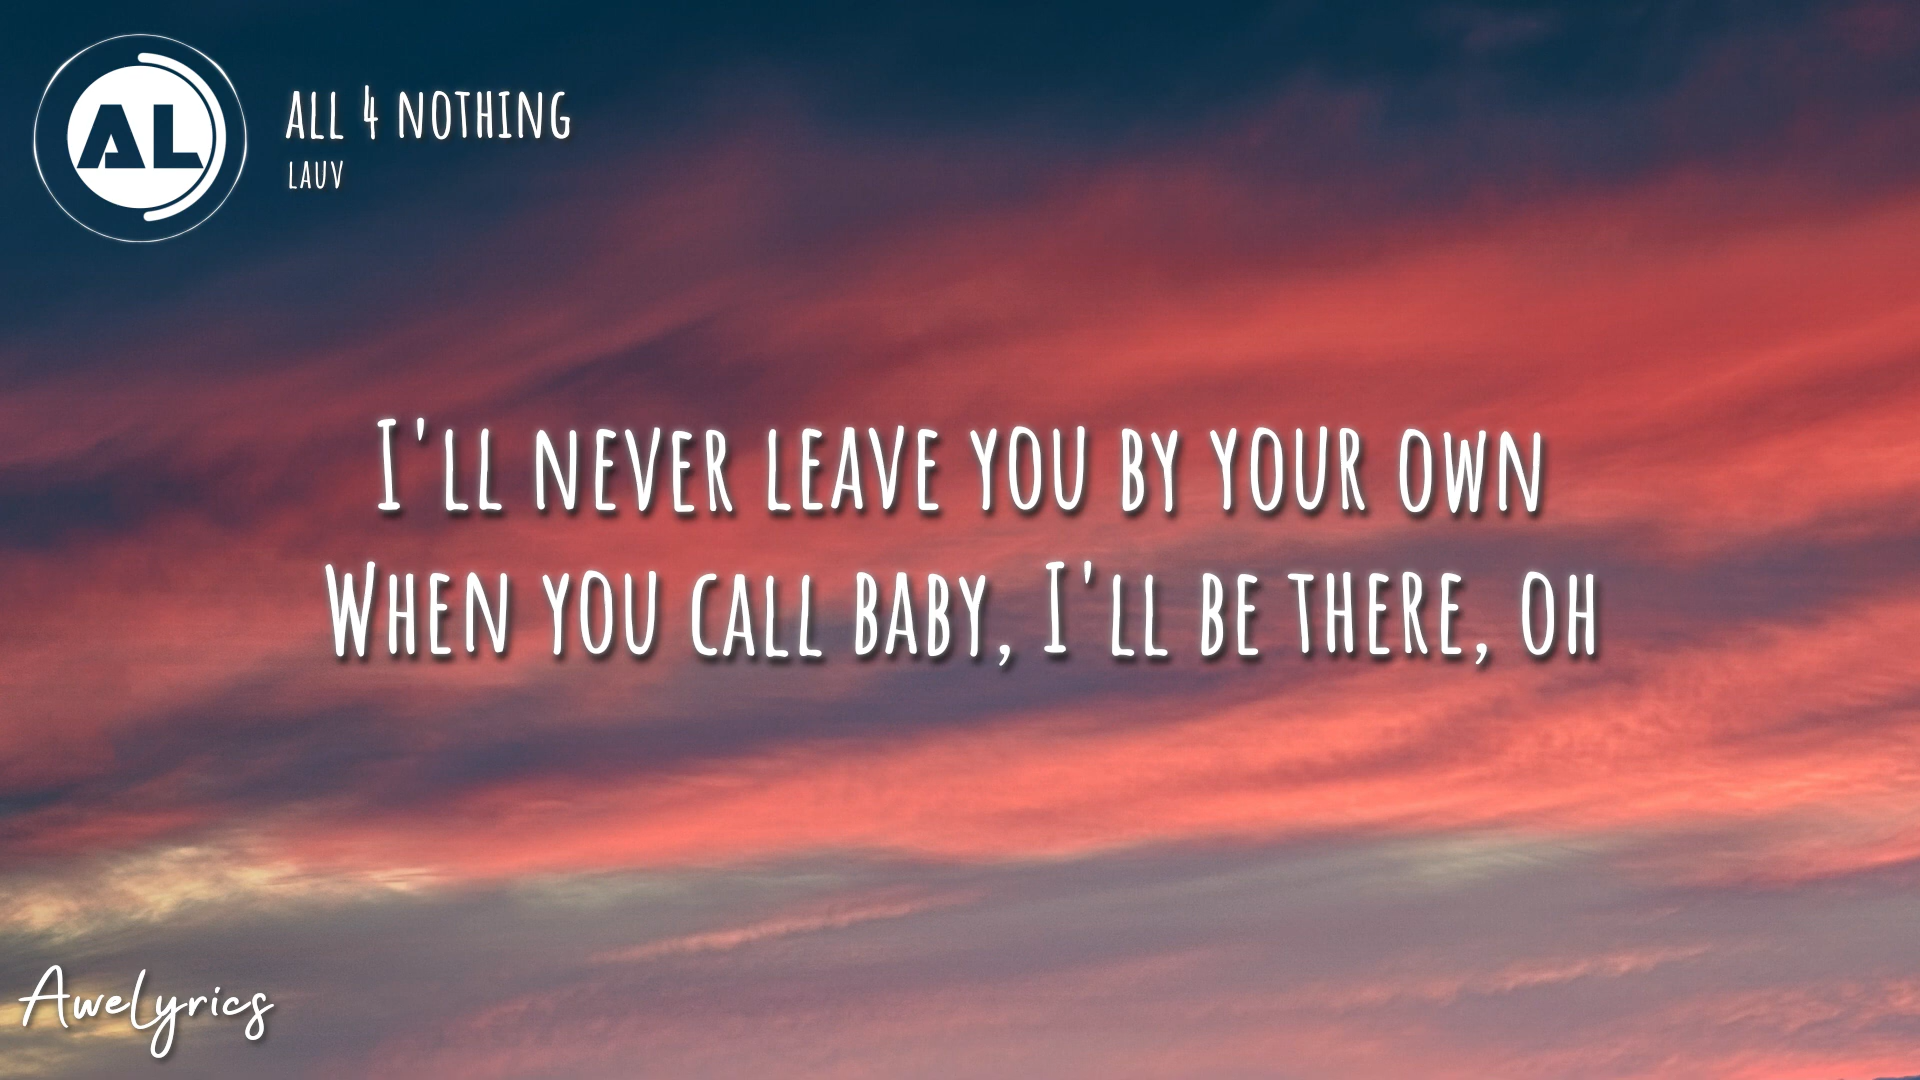 AL
ALL 4 NOTHING
LAUV
I'LL NEVER LEAVE YOU BY YOUR OWN
WHEN YOU CALL BABY, I'LL BE THERE, OH
AweLyrics